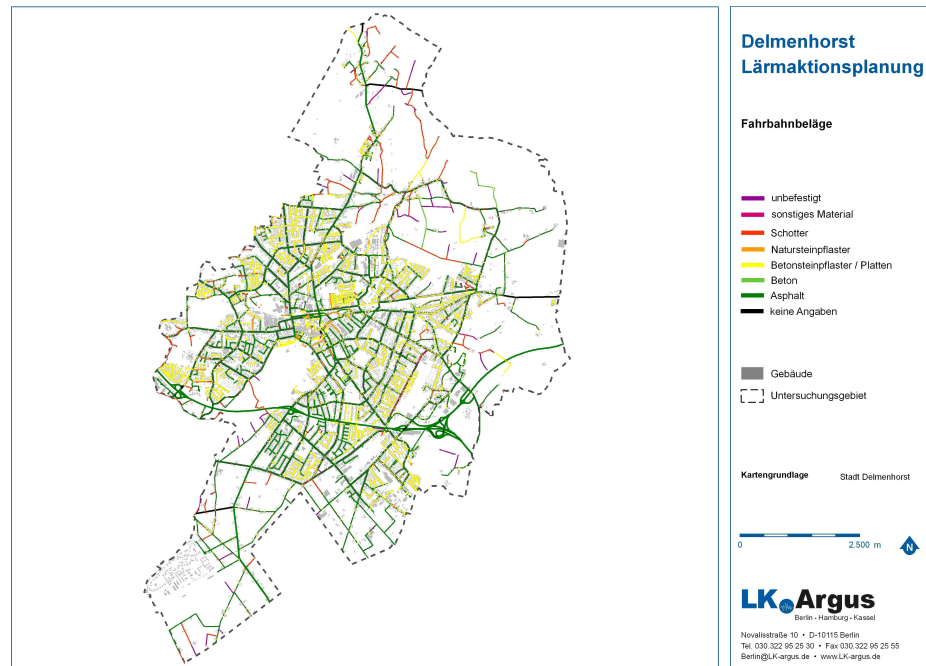 Delmenhorst
Lärmaktionsplanung
Fahrbahnbeläge
unbefestigt
sonstiges Material
Schotter
Natursteinpflaster
Betonsteinpflaster / Platten
Beton
Asphalt
keine Angaben
Gebäude
Untersuchungsgebiet
Kartengrundlage Stadt Delmenhorst
0 2.500 m
N
LK Argus
Berlin • Hamburg • Kassel
Novalisstraße 10 • D-10115 Berlin
Tel. 030.322 95 25 30 • Fax 030.322 95 25 55
Berlin@LK-argus.de • www.LK-argus.de